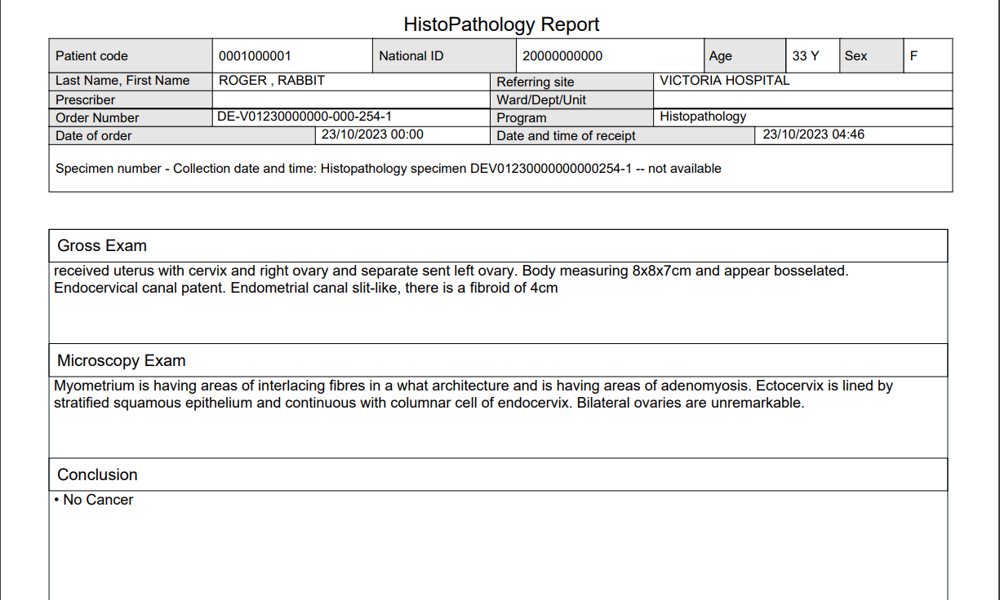 HistoPathology Report
Patient code 0001000001 National ID 20000000000 Age 33 Y Sex F
Last Name, First Name ROGER , RABBIT Referring site VICTORIA HOSPITAL
Prescriber Ward/Dept/Unit
Order Number DE-V01230000000-000-254-1 Program Histopathology
Date of order 23/10/2023 00:00 Date and time of receipt 23/10/2023 04:46
Specimen number - Collection date and time: Histopathology specimen DEV01230000000000254-1 -- not available
Gross Exam
received uterus with cervix and right ovary and separate sent left ovary. Body measuring 8x8x7cm and appear bosselated.
Endocervical canal patent. Endometrial canal slit-like, there is a fibroid of 4cm
Microscopy Exam
Myometrium is having areas of interlacing fibres in a what architecture and is having areas of adenomyosis. Ectocervix is lined by
stratified squamous epithelium and continuous with columnar cell of endocervix. Bilateral ovaries are unremarkable.
Conclusion
• No Cancer